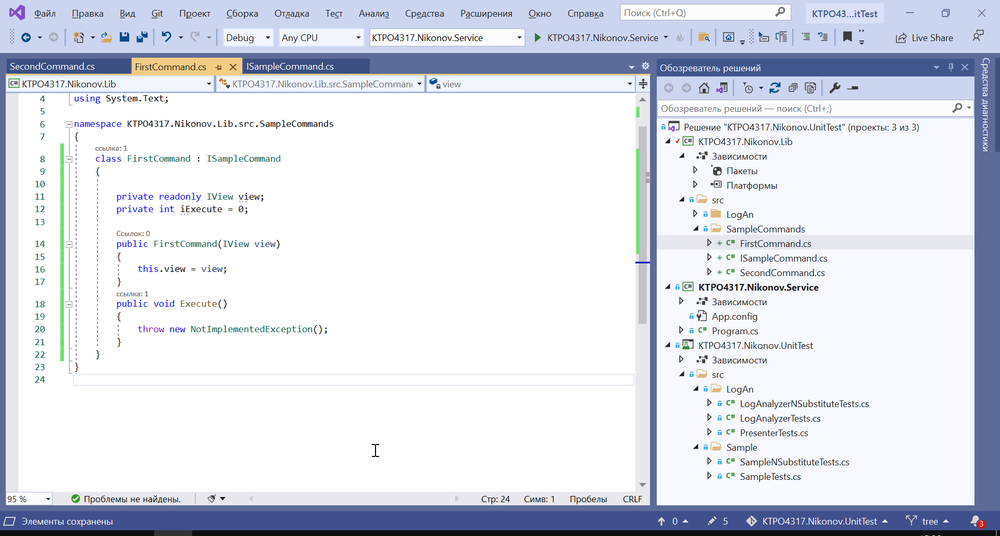 Файл Правка Вид Git Проект Сборка Отладка Тест Анализ Средства Расширения Окно Справка Поиск (Ctrl+Q) KTPO43...itTest
Debug Any CPU KTPO4317.Nikonov.Service KTPO4317.Nikonov.Service Live Share
SecondCommand.cs FirstCommand.cs ISampleCommand.cs
C# KTPO4317.Nikonov.Lib KTPO4317.Nikonov.Lib.src.SampleComman view
4 using System.Text;
5
6 namespace KTPO4317.Nikonov.Lib.src.SampleCommands
7 {
ссылка: 1
8 class FirstCommand : ISampleCommand
9 {
10
11 private readonly IView view;
12 private int iExecute = 0;
13
Ссылок: 0
14 public FirstCommand(IView view)
15 {
16 this.view = view;
17 }
ссылка: 1
18 public void Execute()
19 {
20 throw new NotImplementedException();
21 }
22 }
23 }
24
95 % Проблемы не найдены. Стр: 24 Симв: 1 Пробелы CRLF
Обозреватель решений
Обозреватель решений — поиск (Ctrl+;)
Решение "KTPO4317.Nikonov.UnitTest" (проекты: 3 из 3)
C# KTPO4317.Nikonov.Lib
Зависимости
Пакеты
Платформы
src
LogAn
SampleCommands
C# FirstCommand.cs
C# ISampleCommand.cs
C# SecondCommand.cs
C# KTPO4317.Nikonov.Service
Зависимости
App.config
C# Program.cs
KTPO4317.Nikonov.UnitTest
Зависимости
src
LogAn
C# LogAnalyzerNSubstituteTests.cs
C# LogAnalyzerTests.cs
C# PresenterTests.cs
Sample
C# SampleNSubstituteTests.cs
C# SampleTests.cs
Средства диагностики
Элементы сохранены 0 5 KTPO4317.Nikonov.UnitTest tree 3